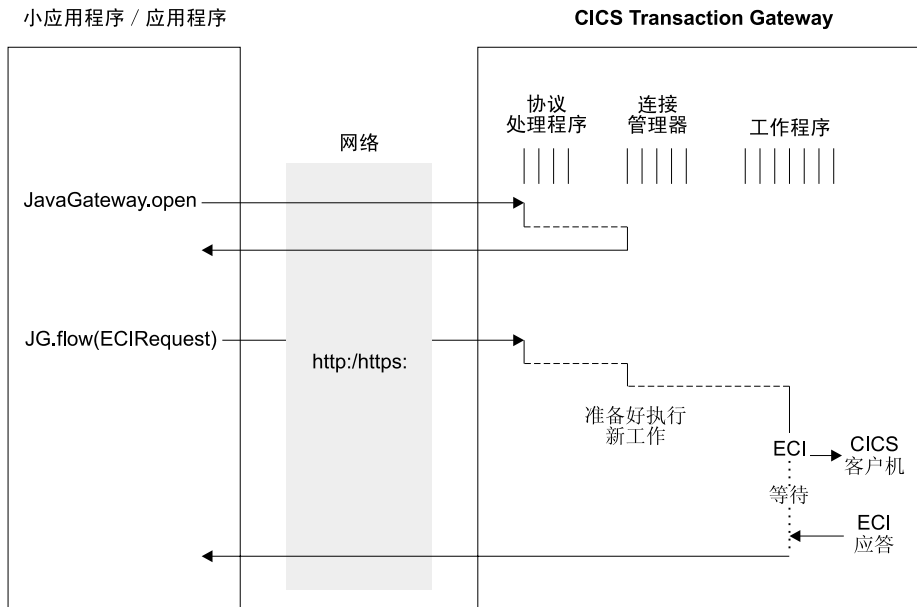 小应用程序 / 应用程序
CICS Transaction Gateway
协议
处理程序
连接
管理器
工作程序
网络
JavaGateway.open
JG.flow(ECIRequest)
http:/https:
准备好执行
新工作
ECI
CICS
客户机
等待
ECI
应答